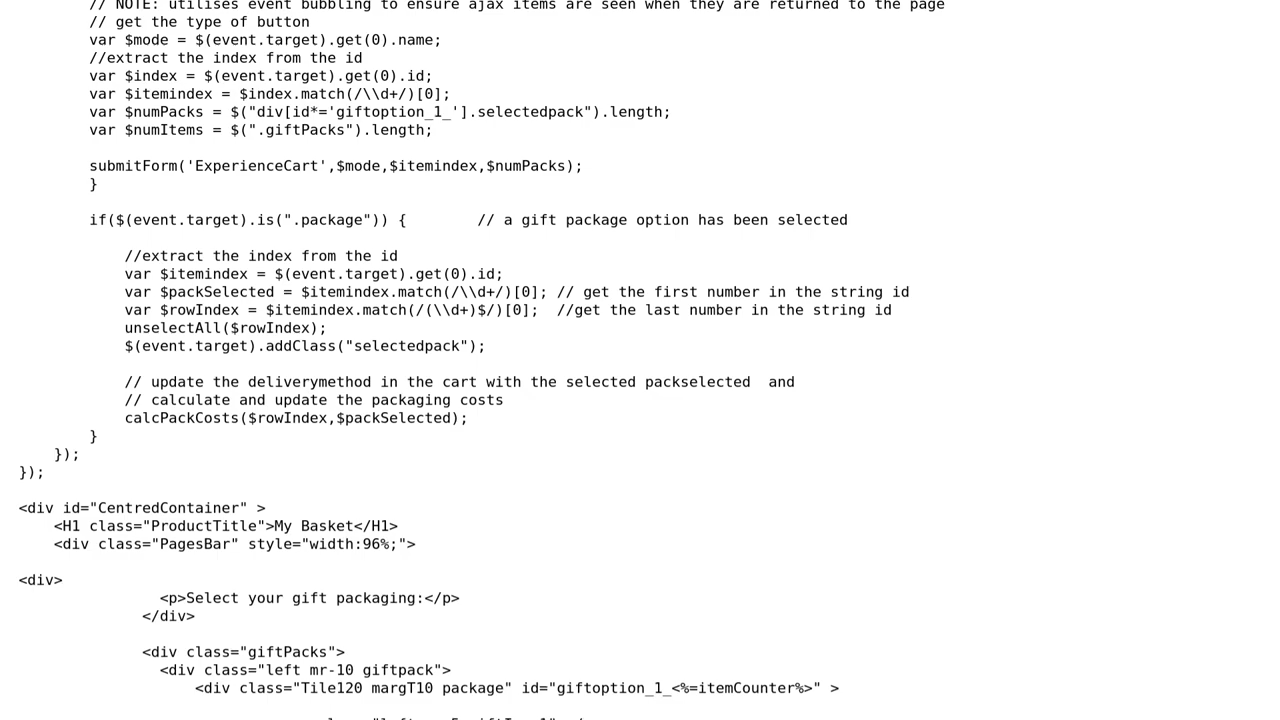 // NOTE: utilises event bubbling to ensure ajax items are seen when they are returned to the page
// get the type of button
var $mode = $(event.target).get(0).name;
//extract the index from the id
var $index = $(event.target).get(0).id;
var $itemindex = $index.match(/\\d+/)[0];
var $numPacks = $("div[id*='giftoption_1_'].selectedpack").length;
var $numItems = $(".giftPacks").length;
submitForm('ExperienceCart',$mode,$itemindex,$numPacks);
}
if($(event.target).is(".package")) {        // a gift package option has been selected
//extract the index from the id
var $itemindex = $(event.target).get(0).id;
var $packSelected = $itemindex.match(/\\d+/)[0]; // get the first number in the string id
var $rowIndex = $itemindex.match(/(\\d+)$/)[0];  //get the last number in the string id
unselectAll($rowIndex);
$(event.target).addClass("selectedpack");
// update the deliverymethod in the cart with the selected packselected  and
// calculate and update the packaging costs
calcPackCosts($rowIndex,$packSelected);
}
});
});
<div id="CentredContainer" >
<H1 class="ProductTitle">My Basket</H1>
<div class="PagesBar" style="width:96%;">
<div>
<p>Select your gift packaging:</p>
</div>
<div class="giftPacks">
<div class="left mr-10 giftpack">
<div class="Tile120 margT10 package" id="giftoption_1_<%=itemCounter%>" >